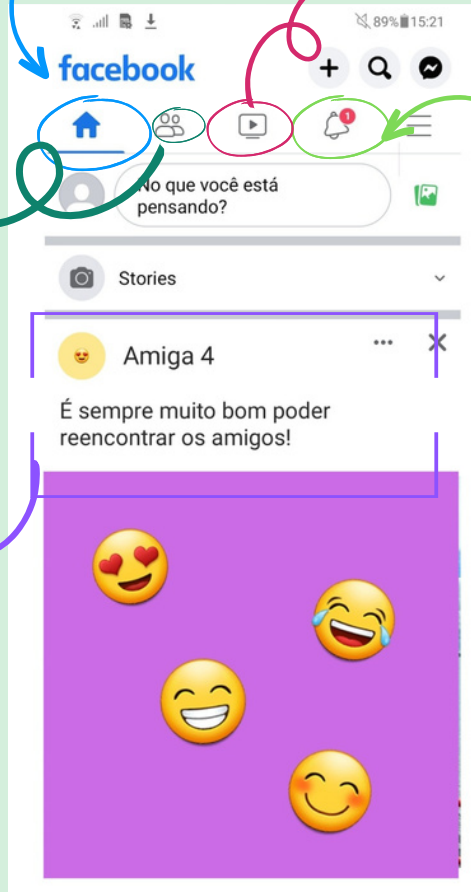 89% 15:21
facebook
1
No que você está
pensando?
Stories
Amiga 4
É sempre muito bom poder
reencontrar os amigos!